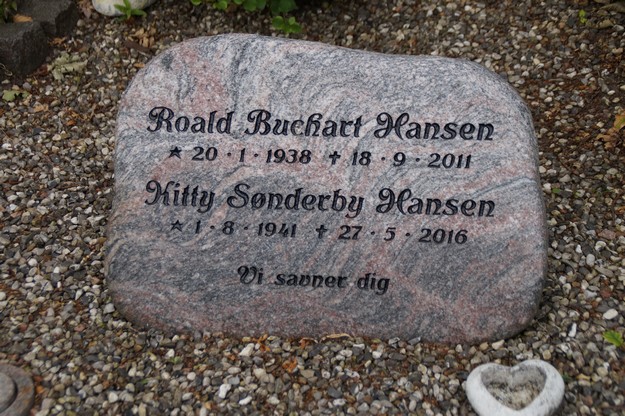 Roald Buchart Hansen
* 20 · 1 · 1938 † 18 · 9 · 2011
Kitty Sønderby Hansen
* 1 · 8 · 1941 † 27 · 5 · 2016
Vi savner dig